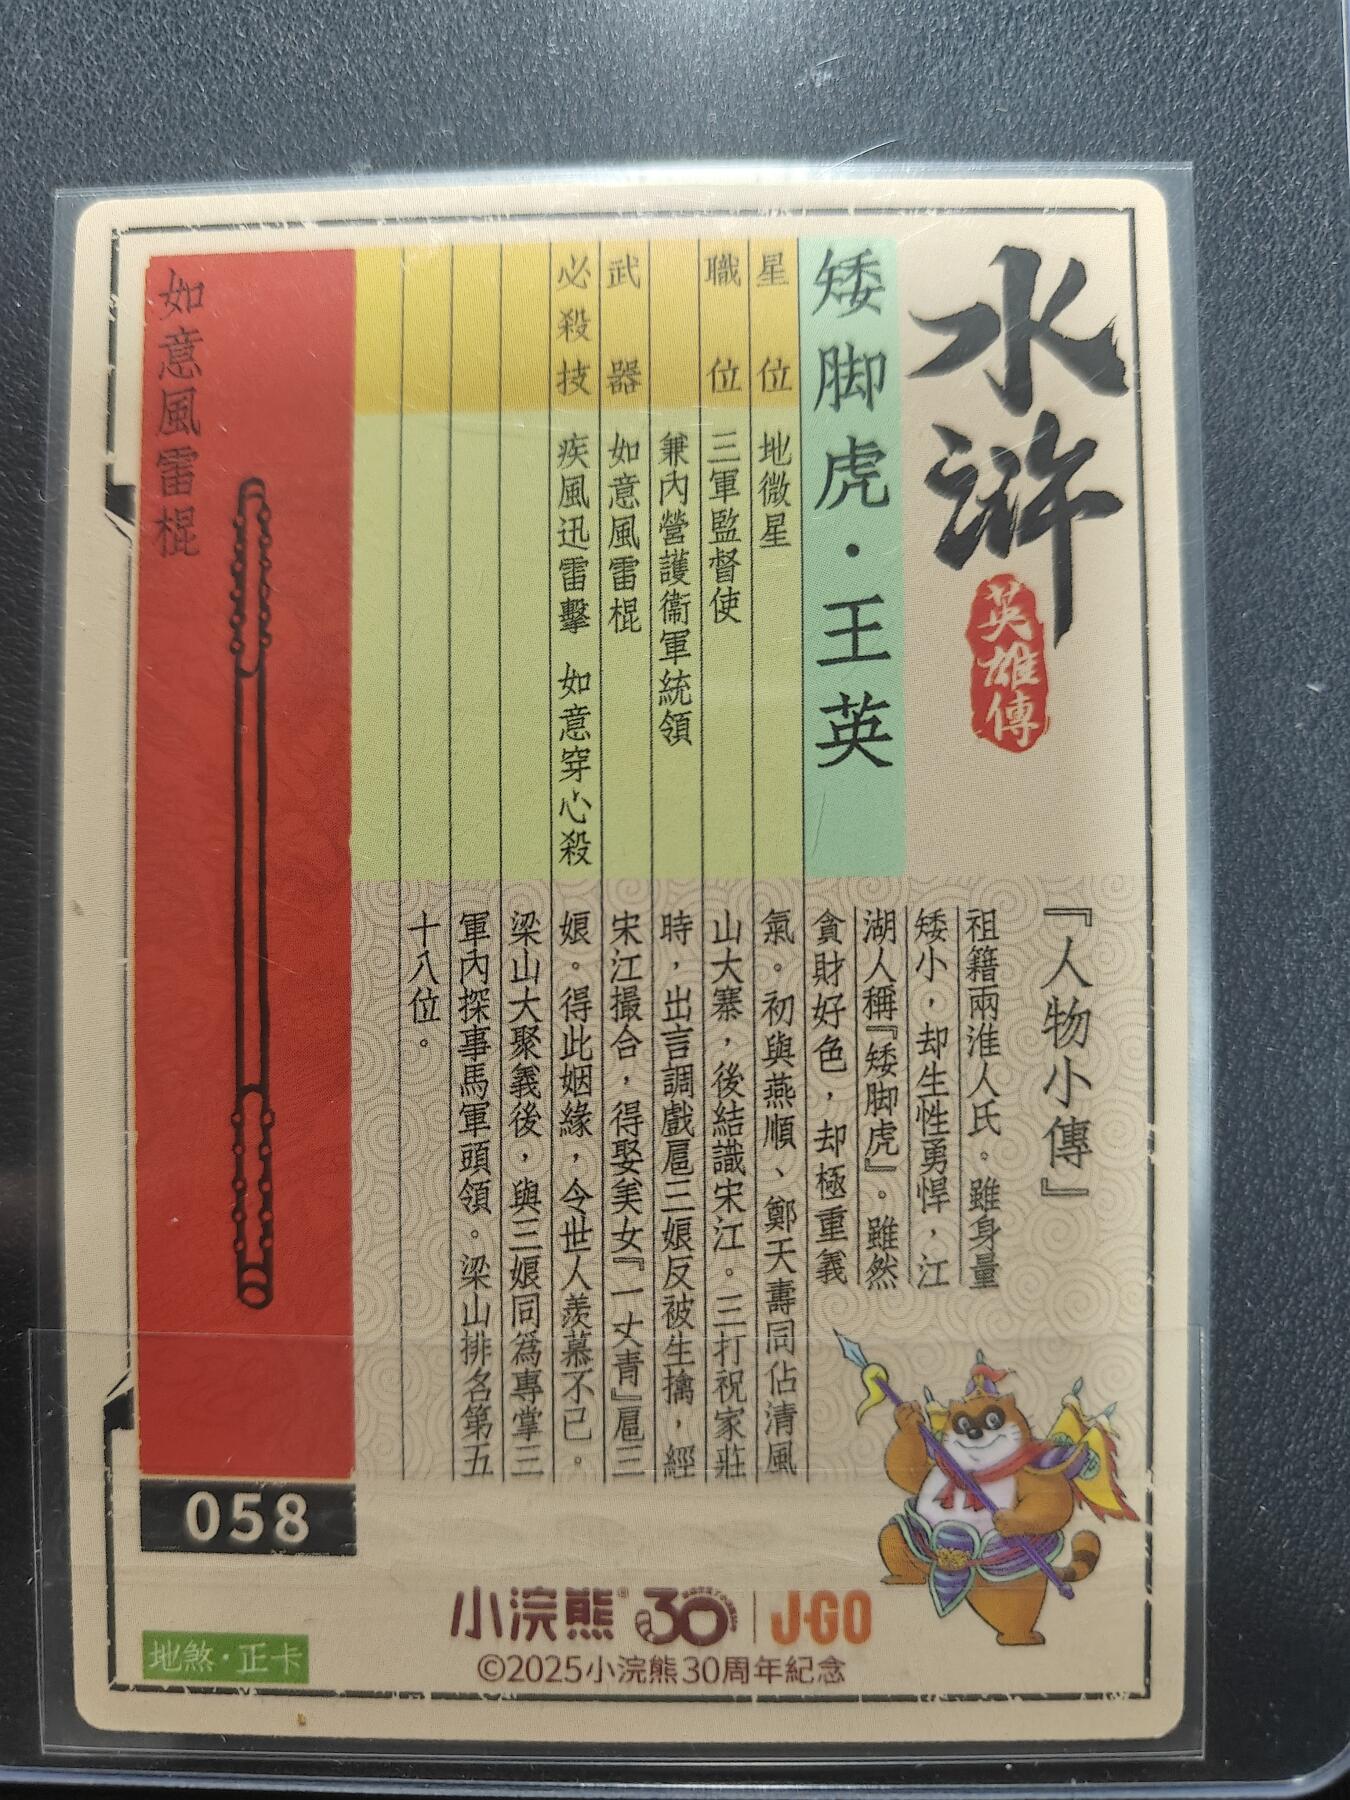 水滸
英雄傳
矮脚虎·王英
星位 地微星
職位 三軍監督使
兼內營護衛軍統領
武器 如意風雷棍
必殺技 疾風迅雷擊 如意穿心殺
『人物小傳』
祖籍兩淮人氏。雖身量
矮小，却生性勇悍，江
湖人稱『矮脚虎』。雖然
貪財好色，却極重義
氣。初與燕順、鄭天壽同佔清風
山大寨，後結識宋江。三打祝家莊
時，出言調戲扈三娘反被生擒，經
宋江撮合，得娶美女『一丈青』扈三
娘。得此姻緣，令世人羨慕不已。
梁山大聚義後，與三娘同為專掌三
軍內探事馬軍頭領。梁山排名第五
十八位。
如意風雷棍
058
地煞·正卡
小浣熊® 30 J-GO
©2025小浣熊30周年紀念